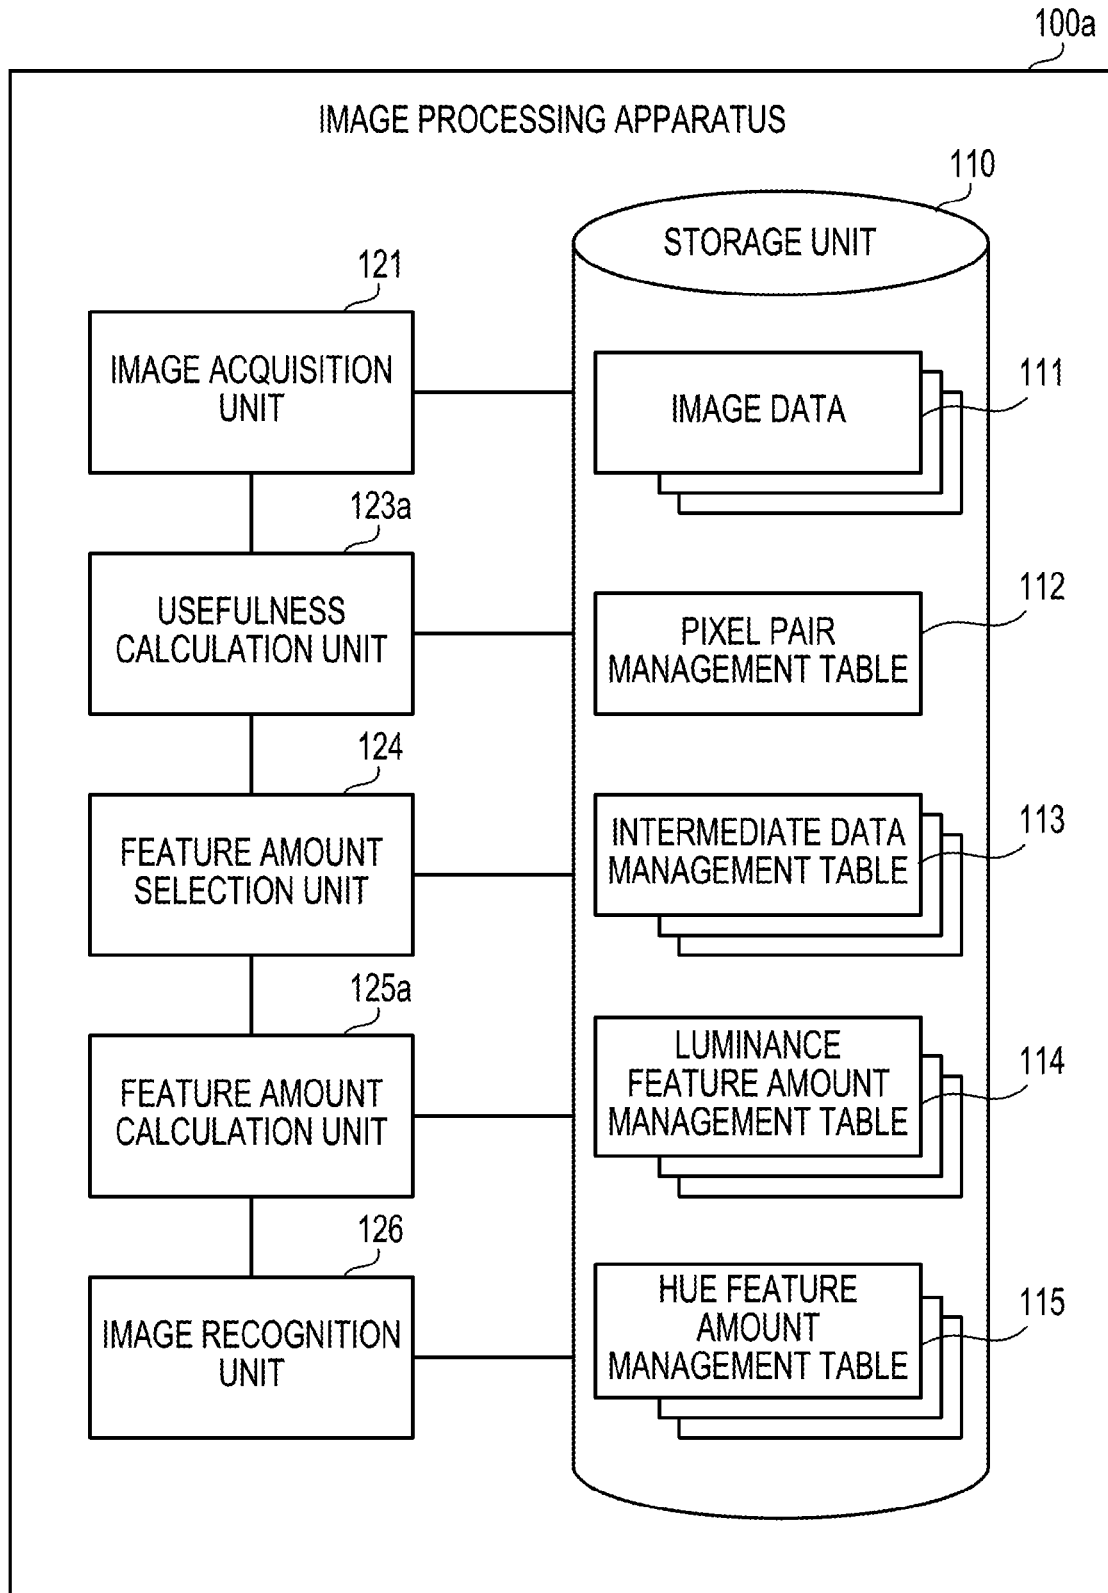 100a
IMAGE PROCESSING APPARATUS
110
STORAGE UNIT
121
IMAGE ACQUISITION
UNIT
111
IMAGE DATA
123a
USEFULNESS
CALCULATION UNIT
112
PIXEL PAIR
MANAGEMENT TABLE
124
FEATURE AMOUNT
SELECTION UNIT
113
INTERMEDIATE DATA
MANAGEMENT TABLE
125a
FEATURE AMOUNT
CALCULATION UNIT
114
LUMINANCE
FEATURE AMOUNT
MANAGEMENT TABLE
126
IMAGE RECOGNITION
UNIT
115
HUE FEATURE
AMOUNT
MANAGEMENT TABLE